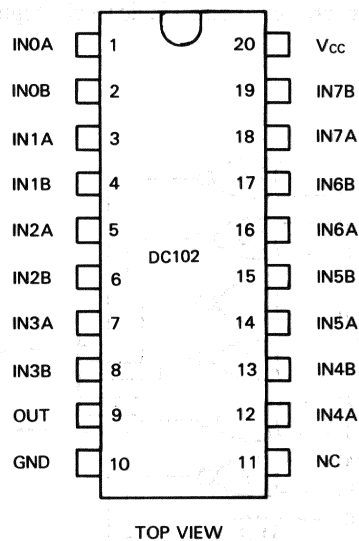 IN0A 1 20 Vcc
IN0B 2 19 IN7B
IN1A 3 18 IN7A
IN1B 4 17 IN6B
IN2A 5 16 IN6A
DC102
IN2B 6 15 IN5B
IN3A 7 14 IN5A
IN3B 8 13 IN4B
OUT 9 12 IN4A
GND 10 11 NC
TOP VIEW